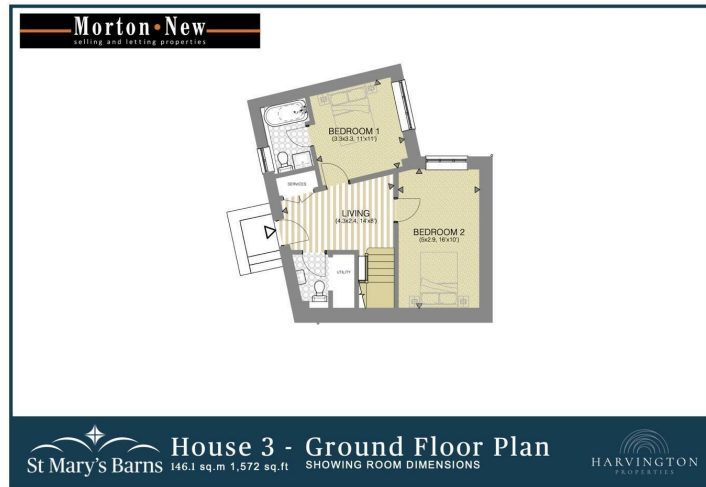 Morton • New
selling and letting properties
BEDROOM 1
(3.3x3.3, 11'x11')
SERVICES
LIVING
(4.3x2.4, 14'x8')
BEDROOM 2
(5x2.9, 16'x10')
UTILITY
St Mary's Barns
House 3 - Ground Floor Plan
146.1 sq.m 1,572 sq.ft SHOWING ROOM DIMENSIONS
HARVINGTON
PROPERTIES